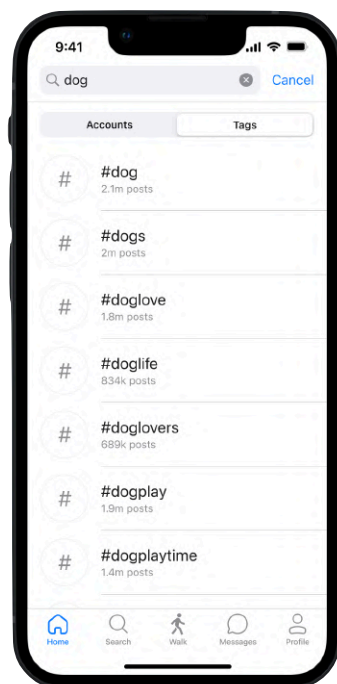 9:41
dog
Cancel
Accounts
Tags
#
#dog
2.1m posts
#
#dogs
2m posts
#
#doglove
1.8m posts
#
#doglife
834k posts
#
#doglovers
689k posts
#
#dogplay
1.9m posts
#
#dogplaytime
1.4m posts
Home
Search
Walk
Messages
Profile